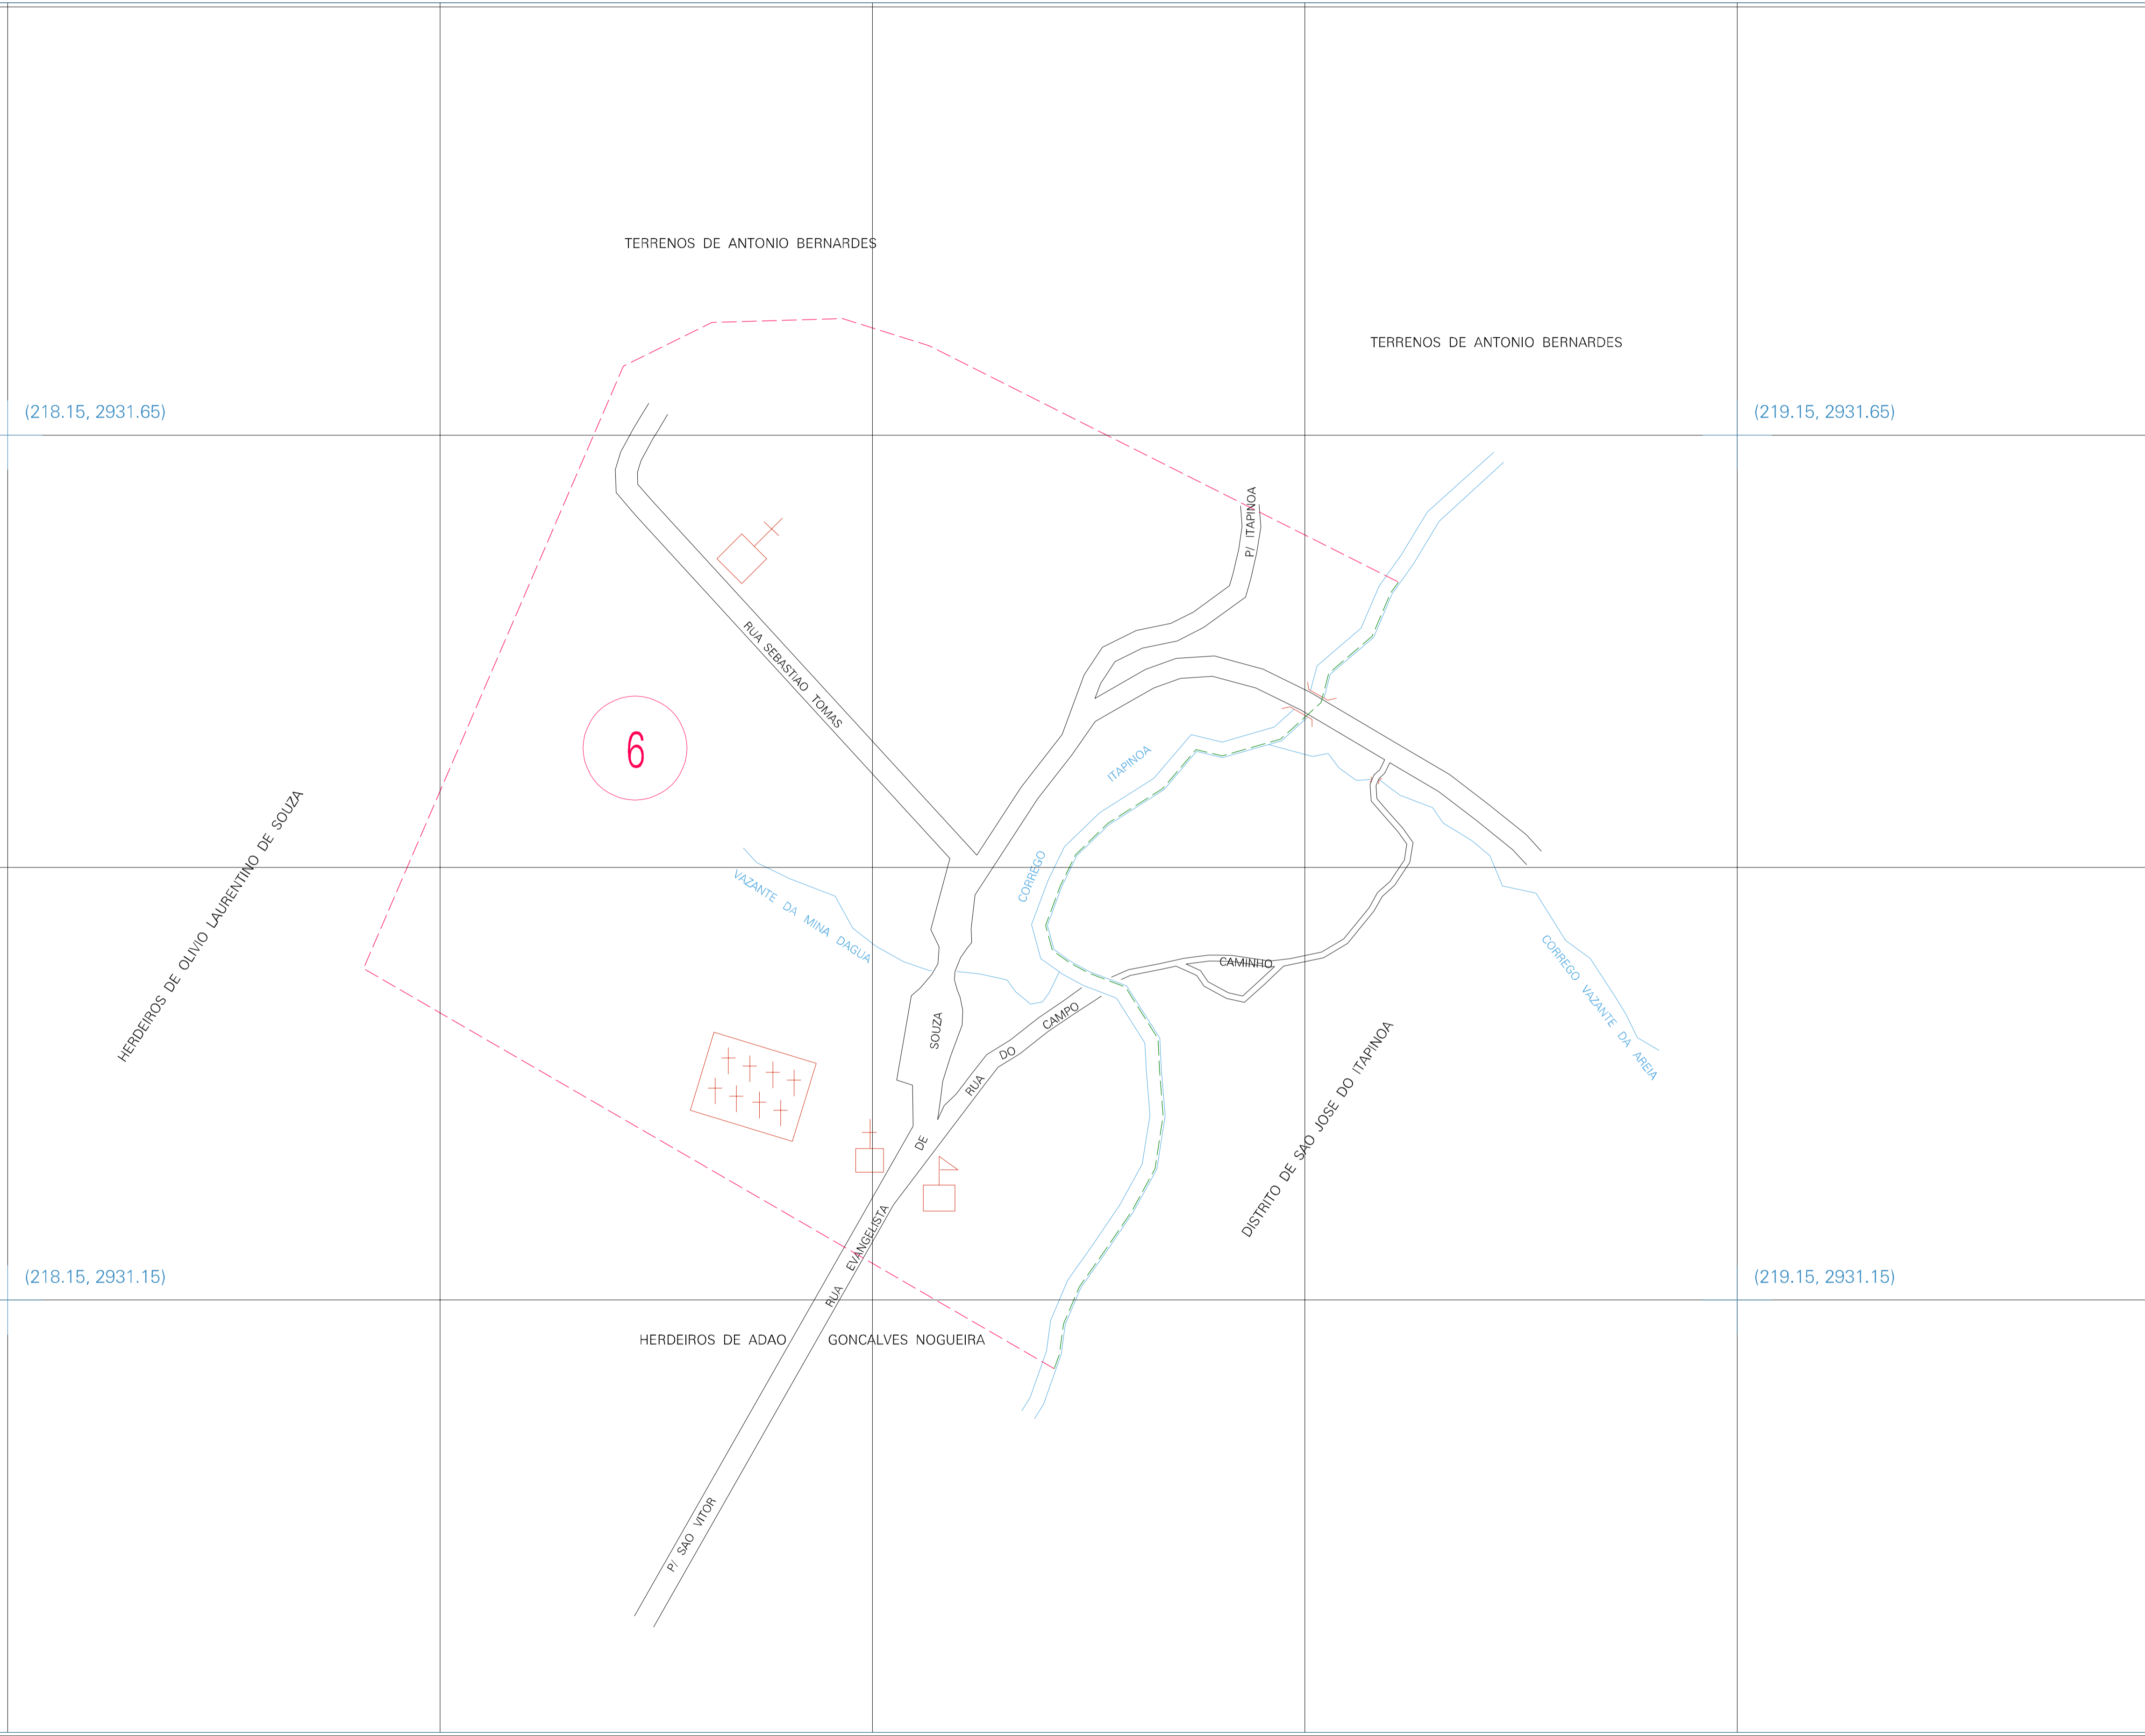 TERRENOS DE ANTONIO BERNARDES
TERRENOS DE ANTONIO BERNARDES
(218.15, 2931.65)
(219.15, 2931.65)
P/ ITAPINOA
RUA SEBASTIAO TOMAS
6
CORREGO ITAPINOA
HERDEIROS DE OLIVIO LAURENTINO DE SOUZA
VAZANTE DA MINA DAGUA
CAMINHO
CORREGO VAZANTE DA AREIA
RUA DO CAMPO
DISTRITO DE SAO JOSE DO ITAPINOA
RUA EVANGELISTA DE SOUZA
(218.15, 2931.15)
(219.15, 2931.15)
HERDEIROS DE ADAO GONCALVES NOGUEIRA
P/ SAO VITOR